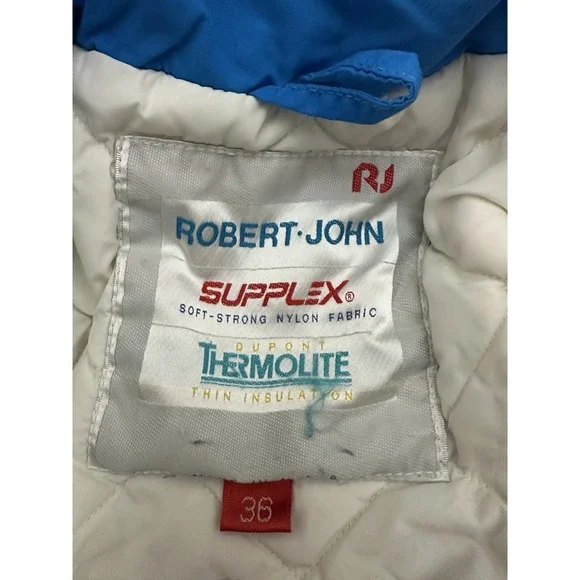 RJ
ROBERT·JOHN
SUPPLEX®
SOFT-STRONG NYLON FABRIC
DUPONT
THERMOLITE
THIN INSULATION
36